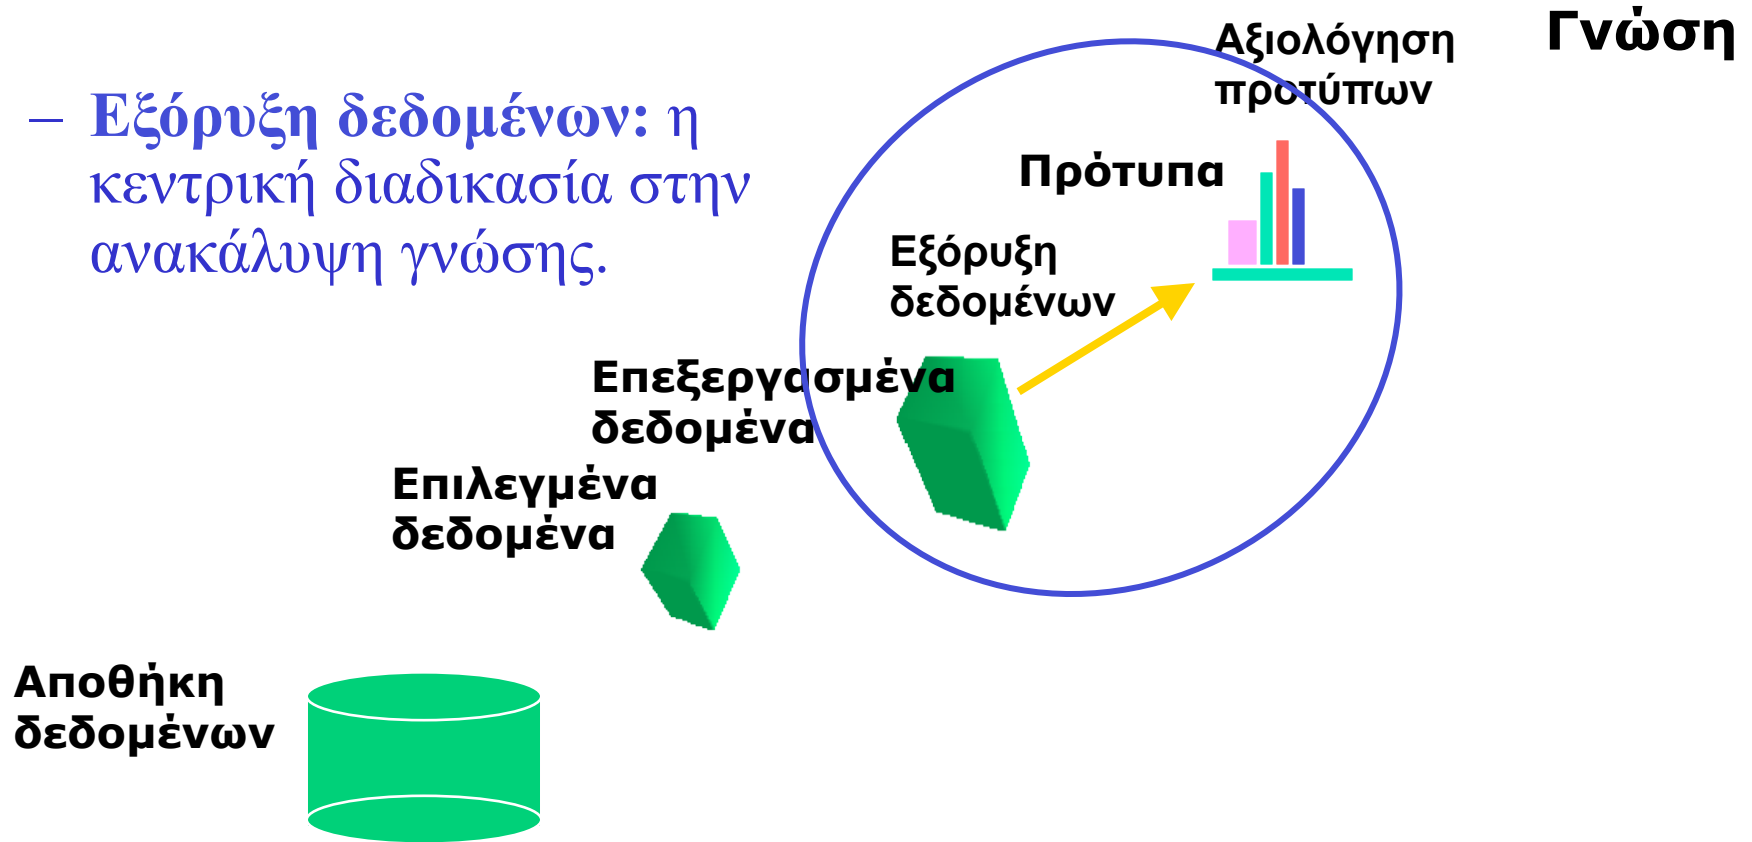 – Εξόρυξη δεδομένων: η
κεντρική διαδικασία στην
ανακάλυψη γνώσης.
Γνώση
Αξιολόγηση
προτύπων
Πρότυπα
Εξόρυξη
δεδομένων
Επεξεργασμένα
δεδομένα
Επιλεγμένα
δεδομένα
Αποθήκη
δεδομένων